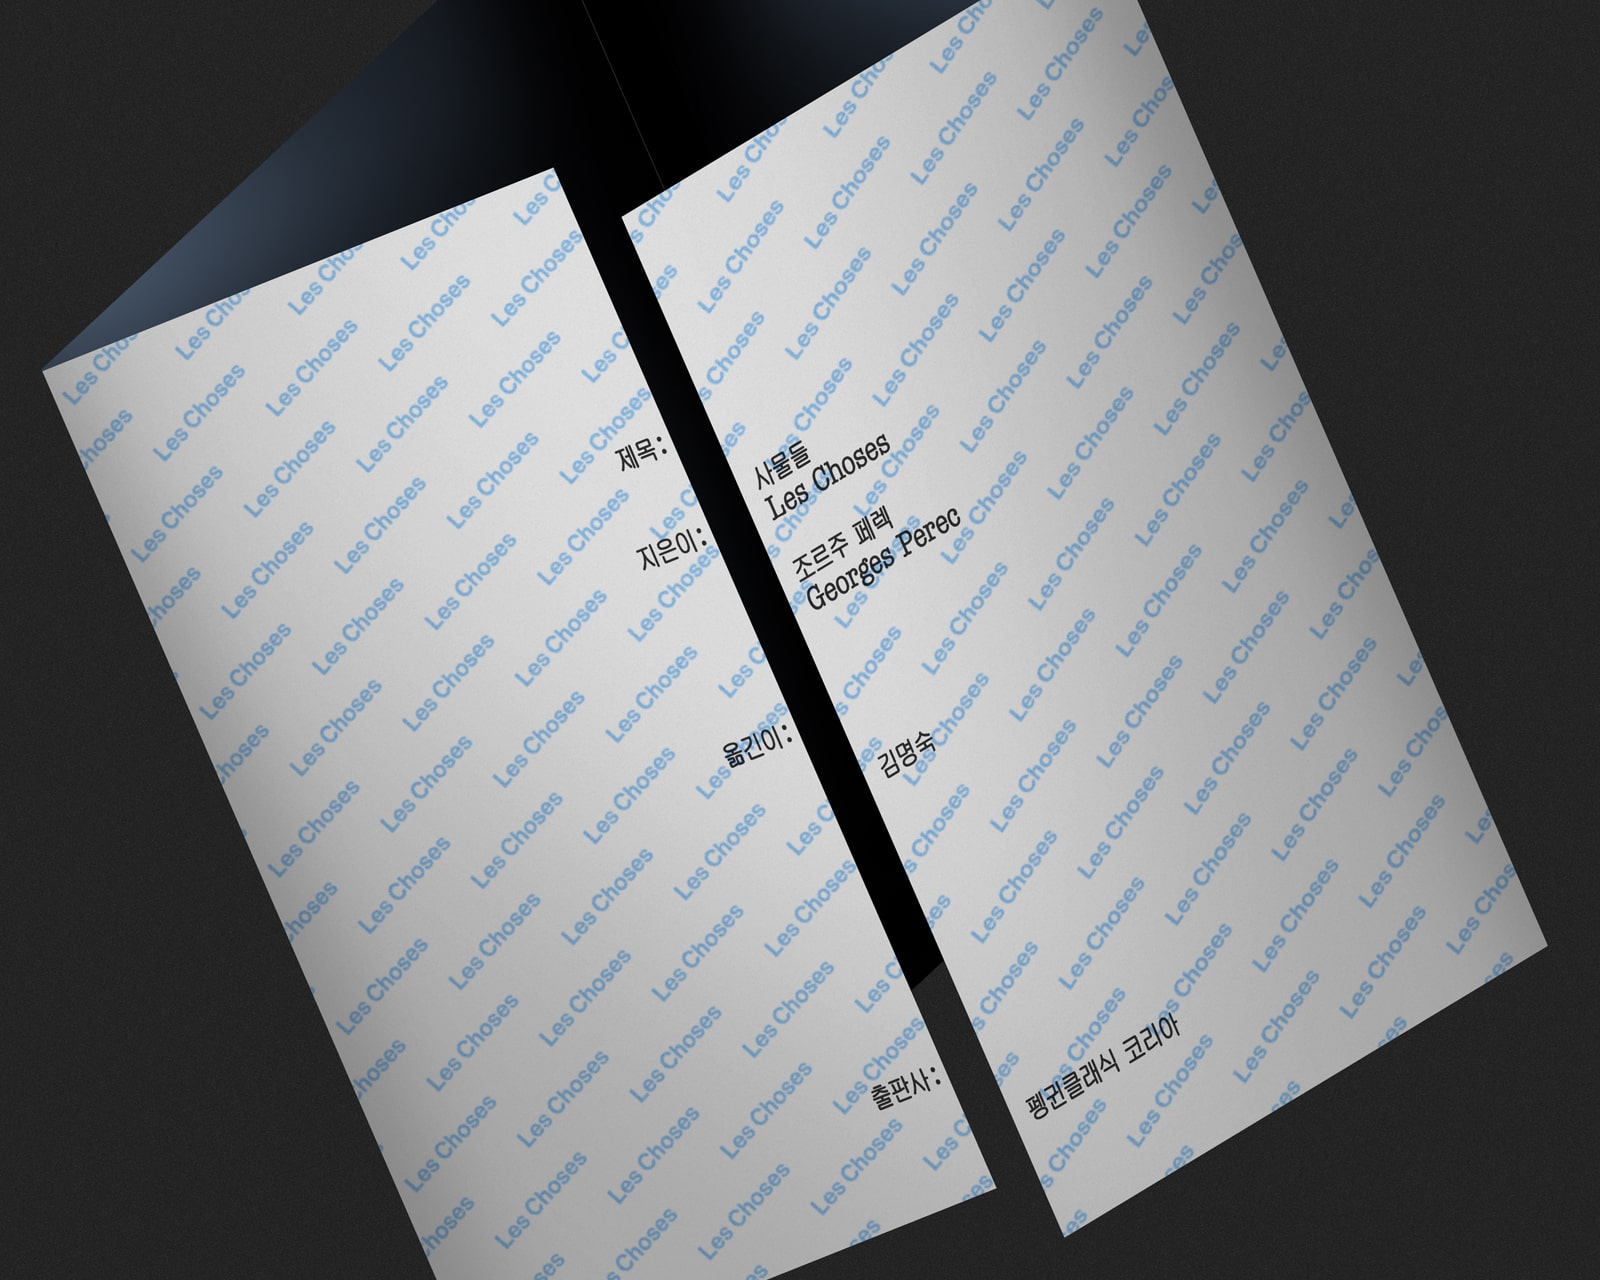 제목:
사물들
Les Choses
지은이:
조르주 페렉
Georges Perec
옮긴이:
김명숙
출판사:
펭귄클래식 코리아
Les Choses